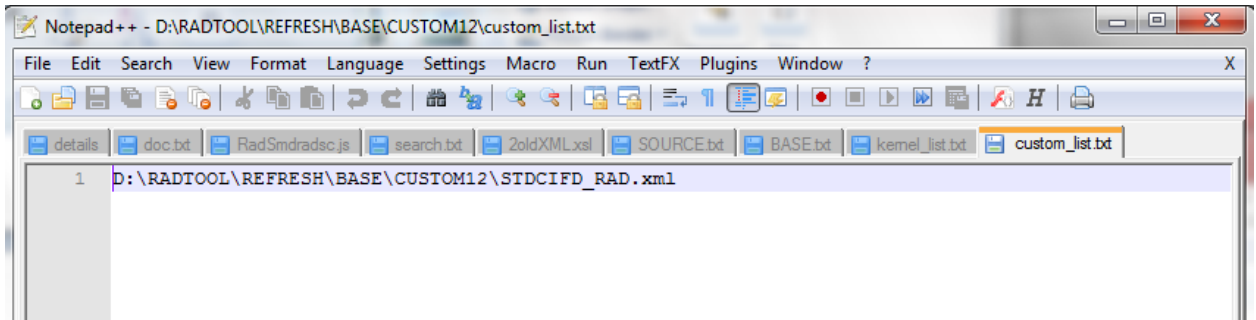 Notepad++ - D:\RADTOOL\REFRESH\BASE\CUSTOM12\custom_list.txt
File Edit Search View Format Language Settings Macro Run TextFX Plugins Window ? X
details doc.txt RadSmdradsc.js search.txt 2oldXML.xsl SOURCE.txt BASE.txt kernel_list.txt custom_list.txt
1 D:\RADTOOL\REFRESH\BASE\CUSTOM12\STDCIFD_RAD.xml